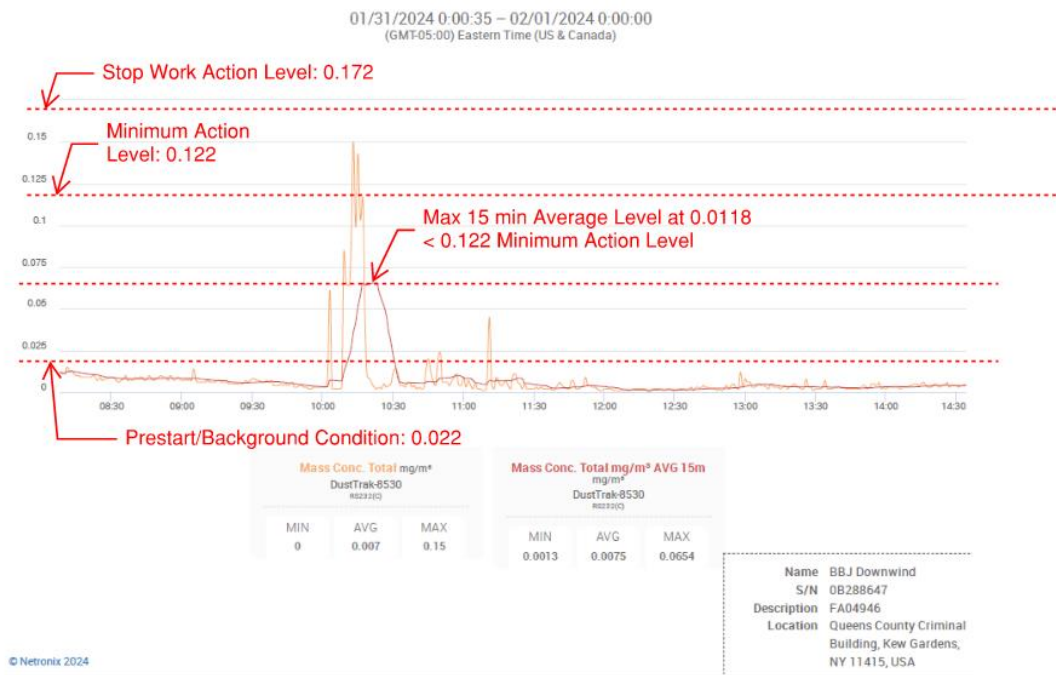 01/31/2024 0:00:35 – 02/01/2024 0:00:00
(GMT-05:00) Eastern Time (US & Canada)
Stop Work Action Level: 0.172
Minimum Action
Level: 0.122
Max 15 min Average Level at 0.0118
< 0.122 Minimum Action Level
0.15
0.125
0.1
0.075
0.05
0.025
0
08:30 09:00 09:30 10:00 10:30 11:00 11:30 12:00 12:30 13:00 13:30 14:00 14:30
Prestart/Background Condition: 0.022
Mass Conc. Total mg/m³
DustTrak-8530
RS232(C)
MIN AVG MAX
0 0.007 0.15
Mass Conc. Total mg/m³ AVG 15m
mg/m³
DustTrak-8530
RS232(C)
MIN AVG MAX
0.0013 0.0075 0.0654
Name BBJ Downwind
S/N 0B288647
Description FA04946
Location Queens County Criminal
Building, Kew Gardens,
NY 11415, USA
© Netronix 2024